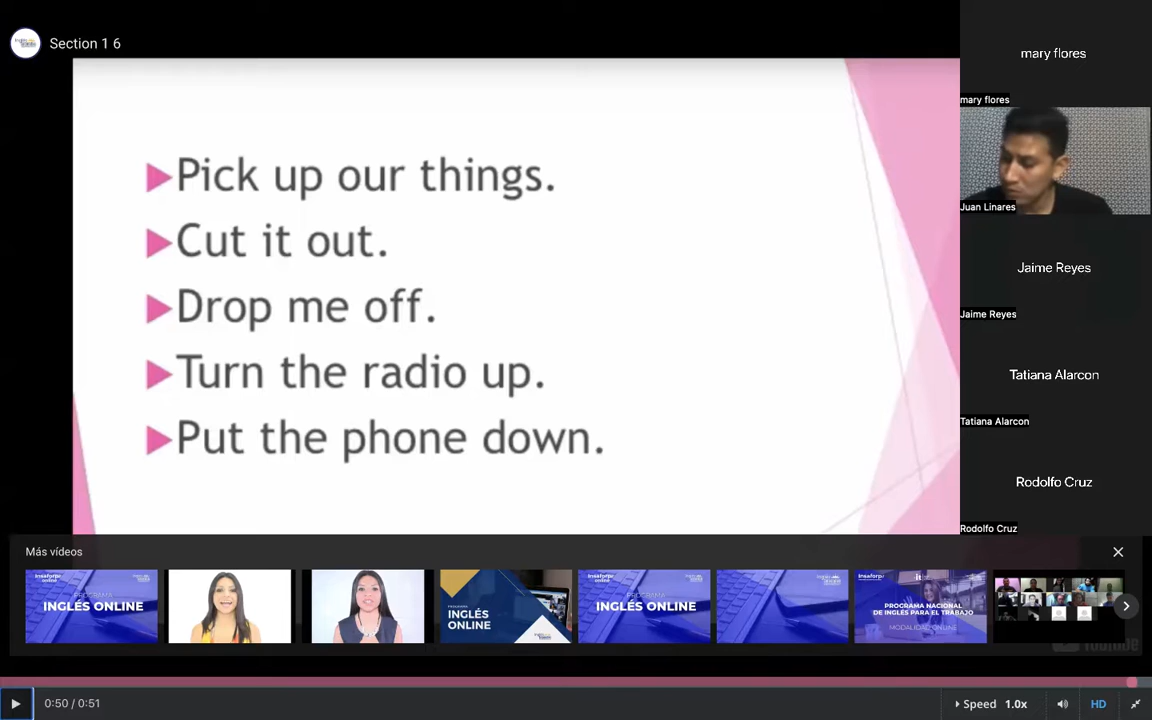 Section 1 6
mary flores
mary flores
Pick up our things.
Juan Linares
Cut it out.
Jaime Reyes
Drop me off.
Jaime Reyes
Turn the radio up.
Tatiana Alarcon
Tatiana Alarcon
Put the phone down.
Rodolfo Cruz
Rodolfo Cruz
Más vídeos
PROGRAMA
INGLÉS ONLINE
INGLÉS
ONLINE
PROGRAMA
INGLÉS ONLINE
PROGRAMA NACIONAL
DE INGLÉS PARA EL TRABAJO
MODALIDAD ONLINE
YouTube
0:50 / 0:51
Speed 1.0x
HD